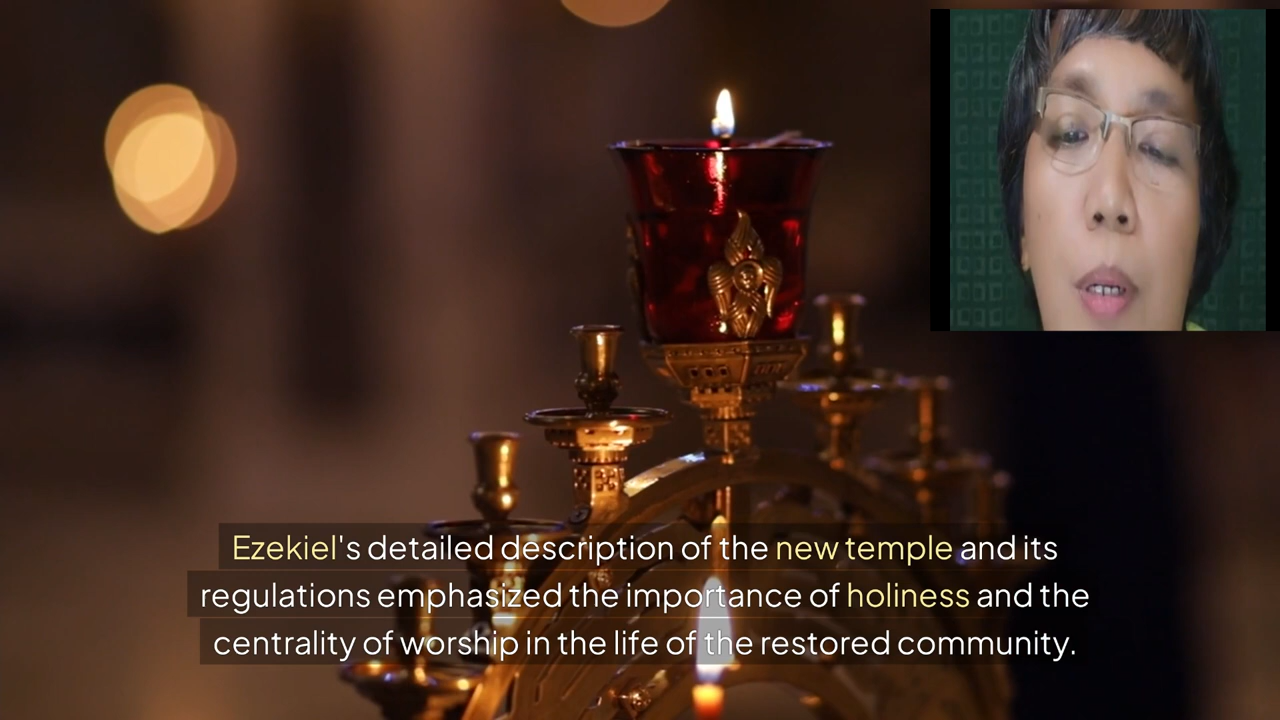 Ezekiel's detailed description of the new temple and its
regulations emphasized the importance of holiness and the
centrality of worship in the life of the restored community.